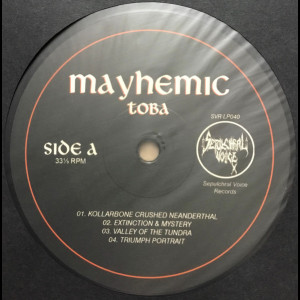 mayhemic
toba
SIDE A
33⅓ RPM
SVR LP040
SEPULCHRAL
VOICE
Sepulchral Voice
Records
01. KOLLARBONE CRUSHED NEANDERTHAL
02. EXTINCTION & MYSTERY
03. VALLEY OF THE TUNDRA
04. TRIUMPH PORTRAIT